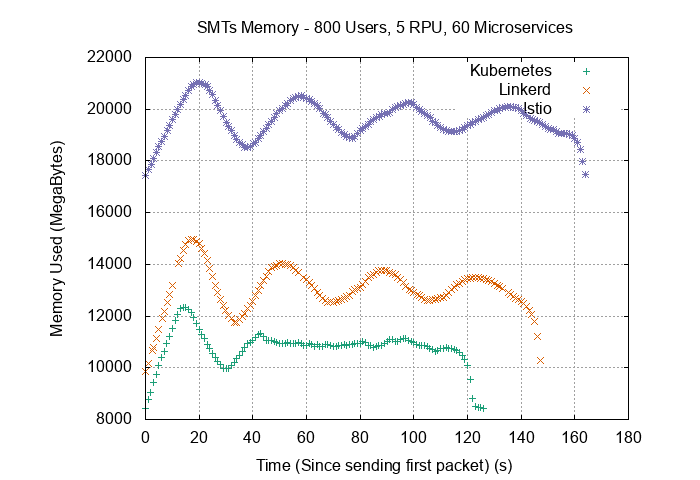 SMTs Memory - 800 Users, 5 RPU, 60 Microservices
Kubernetes
Linkerd
Istio
Memory Used (MegaBytes)
22000
20000
18000
16000
14000
12000
10000
8000
0 20 40 60 80 100 120 140 160 180
Time (Since sending first packet) (s)